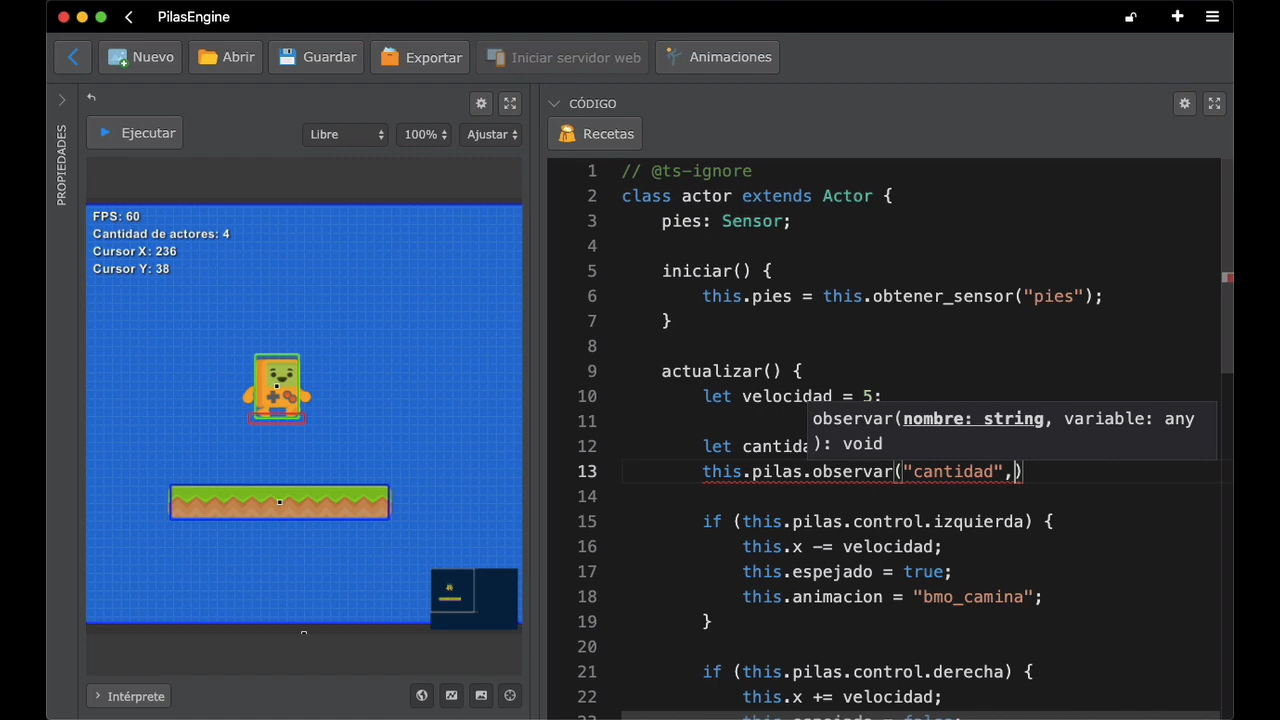 PilasEngine
Nuevo
Abrir
Guardar
Exportar
Iniciar servidor web
Animaciones
PROPIEDADES
Ejecutar
Libre
100%
Ajustar
FPS: 60
Cantidad de actores: 4
Cursor X: 236
Cursor Y: 38
Intérprete
CÓDIGO
Recetas
1 // @ts-ignore
2 class actor extends Actor {
3 pies: Sensor;
4
5 iniciar() {
6 this.pies = this.obtener_sensor("pies");
7 }
8
9 actualizar() {
10 let velocidad = 5;
11
observar(nombre: string, variable: any
): void
12 let cantida
13 this.pilas.observar("cantidad",)
14
15 if (this.pilas.control.izquierda) {
16 this.x -= velocidad;
17 this.espejado = true;
18 this.animacion = "bmo_camina";
19 }
20
21 if (this.pilas.control.derecha) {
22 this.x += velocidad;
23 this.espejado = false;